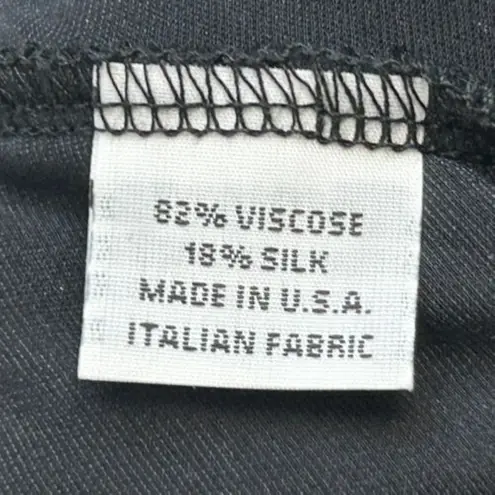 82% VISCOSE
18% SILK
MADE IN U.S.A.
ITALIAN FABRIC